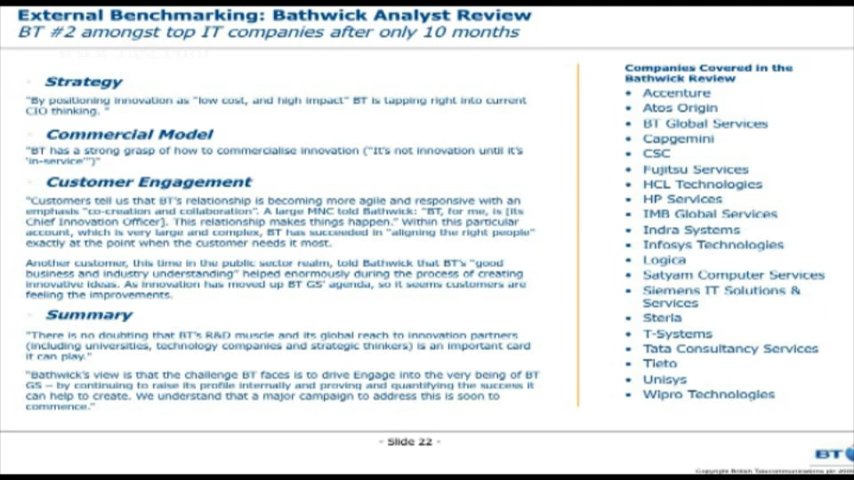 External Benchmarking: Bathwick Analyst Review
BT #2 amongst top IT companies after only 10 months
Strategy
"By positioning innovation as "low cost, and high impact" BT is tapping right into current
CIO thinking. "
Commercial Model
"BT has a strong grasp of how to commercialise innovation ("It's not innovation until it's
'in-service'")"
Customer Engagement
"Customers tell us that BT's relationship is becoming more agile and responsive with an
emphasis "co-creation and collaboration". A large MNC told Bathwick: "BT, for me, is [its
Chief Innovation Officer]. This relationship makes things happen." Within this particular
account, which is very large and complex, BT has succeeded in "aligning the right people"
exactly at the point when the customer needs it most.
Another customer, this time in the public sector realm, told Bathwick that BT's "good
business and industry understanding" helped enormously during the process of creating
innovative ideas. As innovation has moved up BT GS' agenda, so it seems customers are
feeling the improvements.
Summary
"There is no doubting that BT's R&D muscle and its global reach to innovation partners
(including universities, technology companies and strategic thinkers) is an important card
it can play."
"Bathwick's view is that the challenge BT faces is to drive Engage into the very being of BT
GS – by continuing to raise its profile internally and proving and quantifying the success it
can help to create. We understand that a major campaign to address this is soon to
commence."
Companies Covered in the
Bathwick Review
• Accenture
• Atos Origin
• BT Global Services
• Capgemini
• CSC
• Fujitsu Services
• HCL Technologies
• HP Services
• IMB Global Services
• Indra Systems
• Infosys Technologies
• Logica
• Satyam Computer Services
• Siemens IT Solutions &
Services
• Steria
• T-Systems
• Tata Consultancy Services
• Tieto
• Unisys
• Wipro Technologies
- Slide 22 -
BT
Copyright British Telecommunications plc